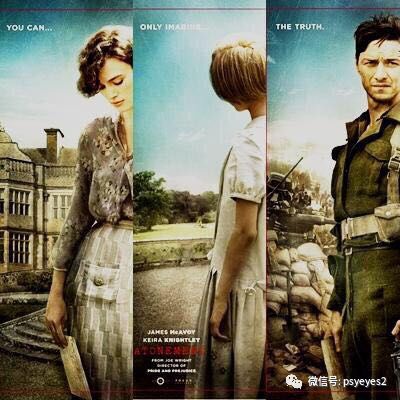 YOU CAN...
ONLY IMAGINE...
THE TRUTH.
JAMES McAVOY
KEIRA KNIGHTLEY
ATONEMENT
FROM JOE WRIGHT
DIRECTOR OF
PRIDE AND PREJUDICE
FOCUS
微信号: psyeyes2